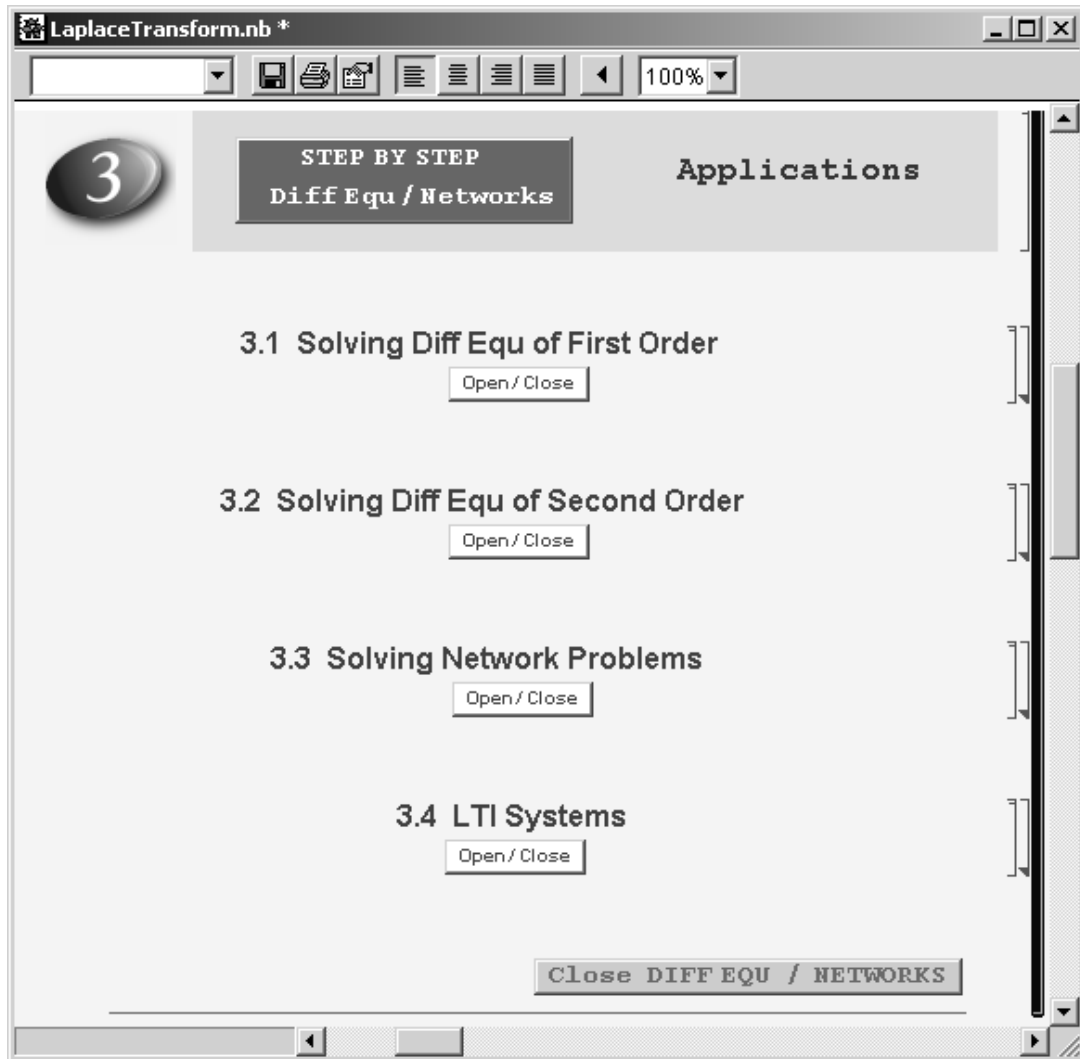 LaplaceTransform.nb *
100%
3
STEP BY STEP
Diff Equ / Networks
Applications
3.1 Solving Diff Equ of First Order
Open / Close
3.2 Solving Diff Equ of Second Order
Open / Close
3.3 Solving Network Problems
Open / Close
3.4 LTI Systems
Open / Close
Close DIFF EQU / NETWORKS